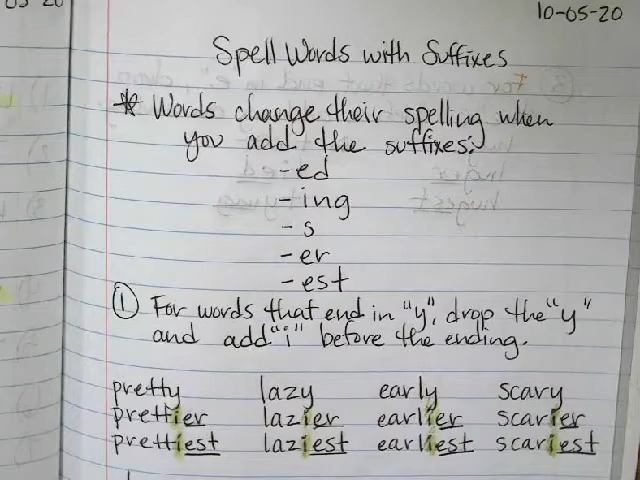 10-05-20
Spell Words with Suffixes
* Words change their spelling when
you add the suffixes:
-ed
-ing
-s
-er
-est
① For words that end in "y", drop the "y"
and add "i" before the ending.
pretty lazy early scary
prettier lazier earlier scarier
prettiest laziest earliest scariest